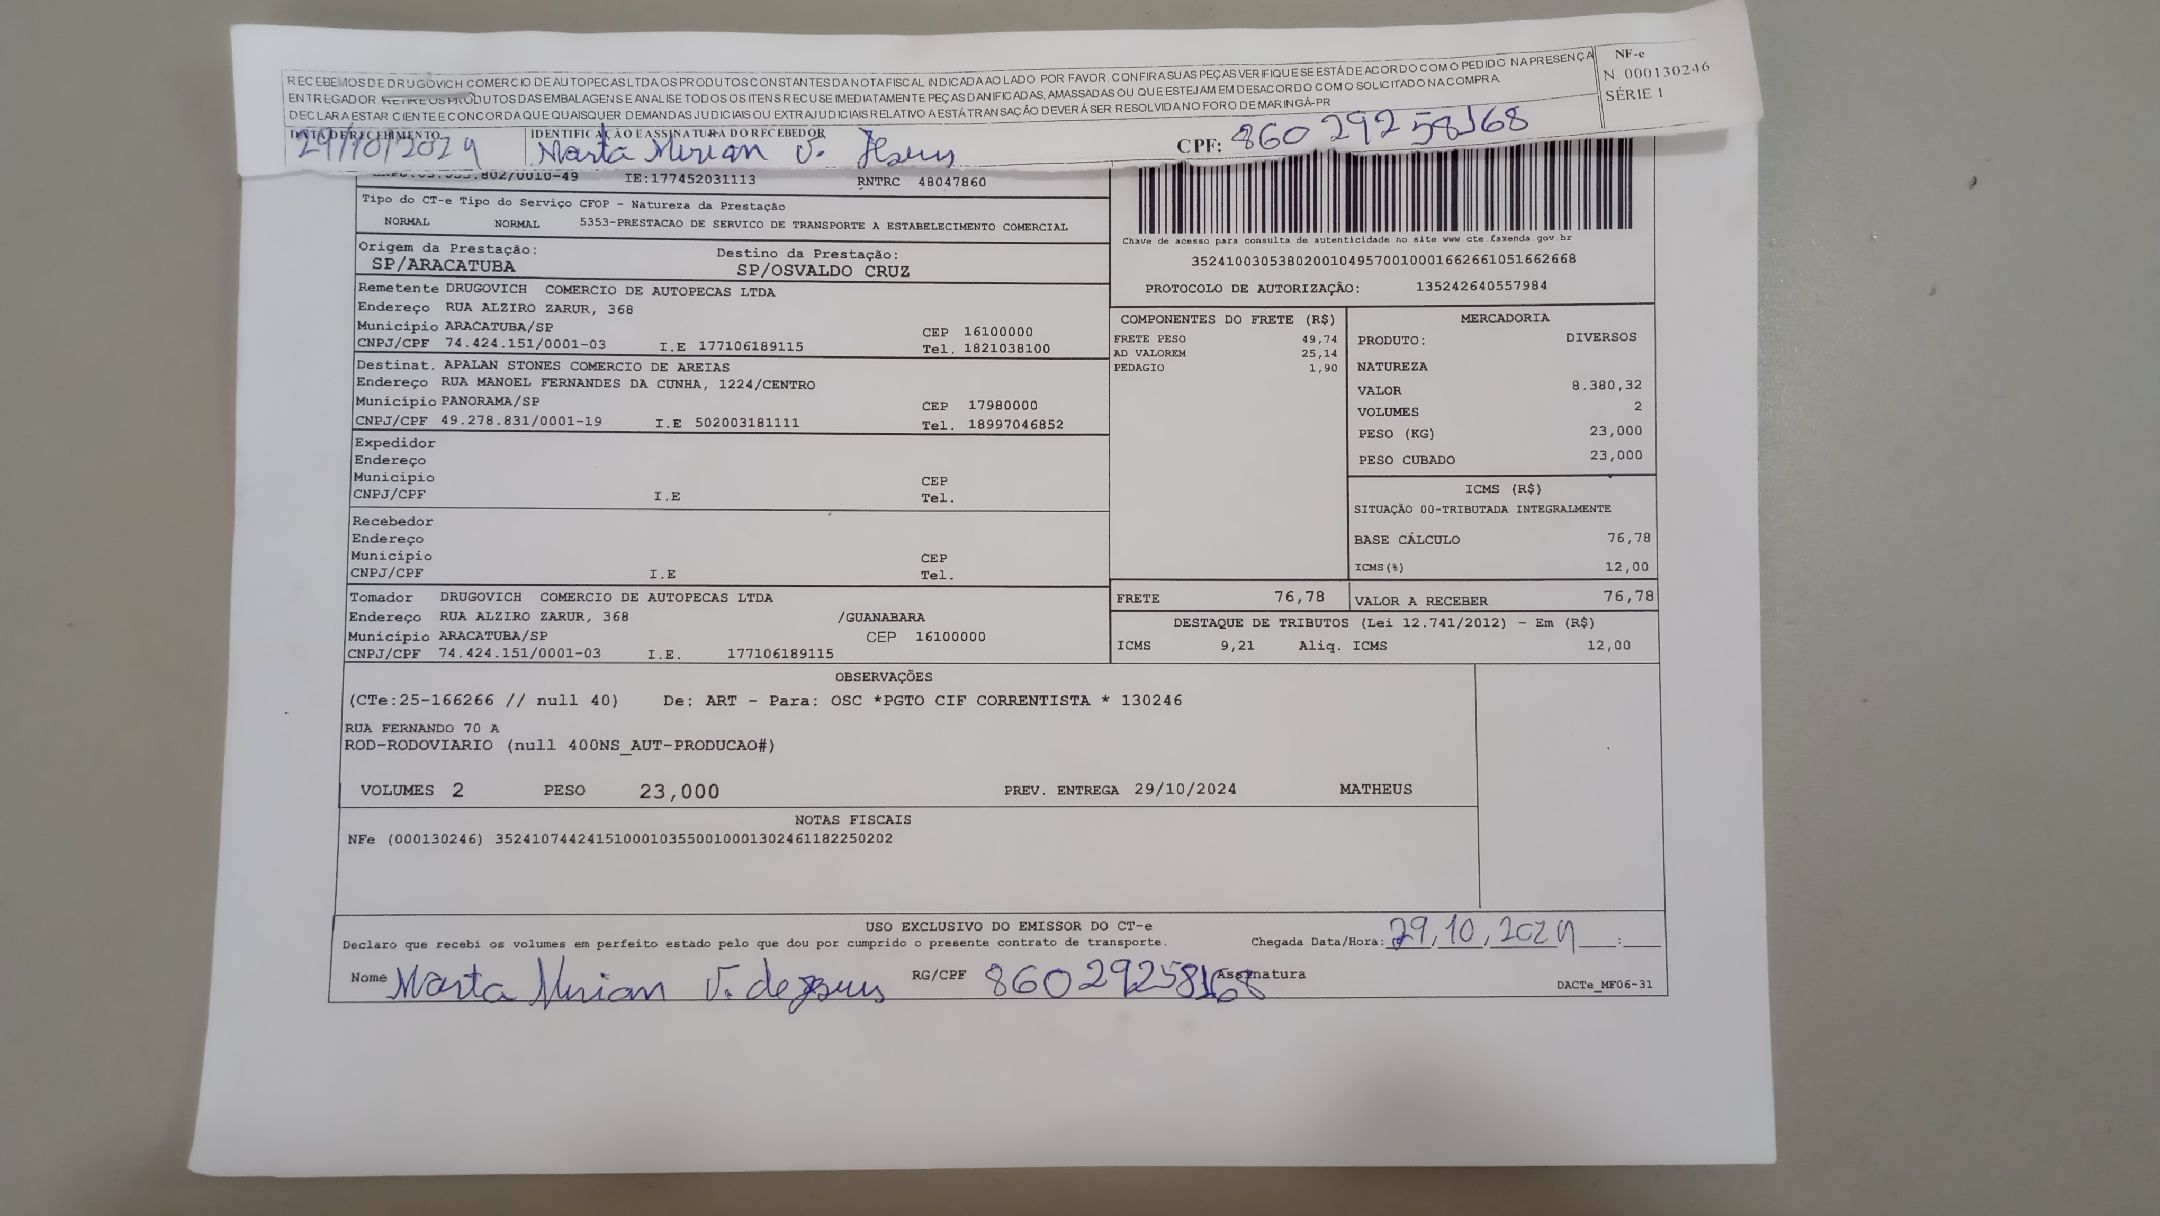 RECEBEMOS DE DRUGOVICH COMERCIO DE AUTOPECAS LTDA OS PRODUTOS CONSTANTES DA NOTA FISCAL INDICADA AO LADO. POR FAVOR, CONFIRA SUAS PEÇAS VERIFIQUE SE ESTÁ DE ACORDO COM O PEDIDO NA PRESENÇA
ENTREGADOR RETIRE OS PRODUTOS DAS EMBALAGENS E ANALISE TODOS OS ITENS RECUSE IMEDIATAMENTE PEÇAS DANIFICADAS, AMASSADAS OU QUE ESTEJAM EM DESACORDO COM O SOLICITADO NA COMPRA
DECLARA ESTAR CIENTE E CONCORDA QUE QUAISQUER DEMANDAS JUDICIAIS OU EXTRAJUDICIAIS RELATIVO A ESTÁ TRANSAÇÃO DEVERÁ SER RESOLVIDA NO FORO DE MARINGÁ-PR
NF-e
N. 000130246
SÉRIE 1
DATA DE RECEBIMENTO
29/10/2024
IDENTIFICAÇÃO E ASSINATURA DO RECEBEDOR
Marta Mirian V. Jesus
CPF: 86029258168
.802/0010-49 IE:177452031113 RNTRC 48047860
Tipo do CT-e Tipo do Serviço CFOP - Natureza da Prestação
NORMAL NORMAL 5353-PRESTACAO DE SERVICO DE TRANSPORTE A ESTABELECIMENTO COMERCIAL
Chave de acesso para consulta de autenticidade no site www cte.fazenda gov br
35241003053802001049570010001662661051662668
PROTOCOLO DE AUTORIZAÇÃO: 135242640557984
Origem da Prestação: Destino da Prestação:
SP/ARACATUBA SP/OSVALDO CRUZ
Remetente DRUGOVICH COMERCIO DE AUTOPECAS LTDA
Endereço RUA ALZIRO ZARUR, 368
Município ARACATUBA/SP CEP 16100000
CNPJ/CPF 74.424.151/0001-03 I.E 177106189115 Tel. 1821038100
Destinat. APALAN STONES COMERCIO DE AREIAS
Endereço RUA MANOEL FERNANDES DA CUNHA, 1224/CENTRO
Município PANORAMA/SP CEP 17980000
CNPJ/CPF 49.278.831/0001-19 I.E 502003181111 Tel. 18997046852
Expedidor
Endereço
Município CEP
CNPJ/CPF I.E Tel.
Recebedor
Endereço
Município CEP
CNPJ/CPF I.E Tel.
Tomador DRUGOVICH COMERCIO DE AUTOPECAS LTDA
Endereço RUA ALZIRO ZARUR, 368 /GUANABARA
Município ARACATUBA/SP CEP 16100000
CNPJ/CPF 74.424.151/0001-03 I.E. 177106189115
COMPONENTES DO FRETE (R$)
FRETE PESO 49,74
AD VALOREM 25,14
PEDAGIO 1,90
MERCADORIA
PRODUTO: DIVERSOS
NATUREZA
VALOR 8.380,32
VOLUMES 2
PESO (KG) 23,000
PESO CUBADO 23,000
ICMS (R$)
SITUAÇÃO 00-TRIBUTADA INTEGRALMENTE
BASE CÁLCULO 76,78
ICMS(%) 12,00
FRETE 76,78 VALOR A RECEBER 76,78
DESTAQUE DE TRIBUTOS (Lei 12.741/2012) - Em (R$)
ICMS 9,21 Aliq. ICMS 12,00
OBSERVAÇÕES
(CTe:25-166266 // null 40) De: ART - Para: OSC *PGTO CIF CORRENTISTA * 130246
RUA FERNANDO 70 A
ROD-RODOVIARIO (null 400NS_AUT-PRODUCAO#)
VOLUMES 2 PESO 23,000 PREV. ENTREGA 29/10/2024 MATHEUS
NOTAS FISCAIS
NFe (000130246) 35241074424151000103550010001302461182250202
USO EXCLUSIVO DO EMISSOR DO CT-e
Declaro que recebi os volumes em perfeito estado pelo que dou por cumprido o presente contrato de transporte. Chegada Data/Hora: 29,10,2024 __:__
Nome Marta Mirian V. de Jesus RG/CPF 86029258168 Assinatura
DACTe_MF06-31